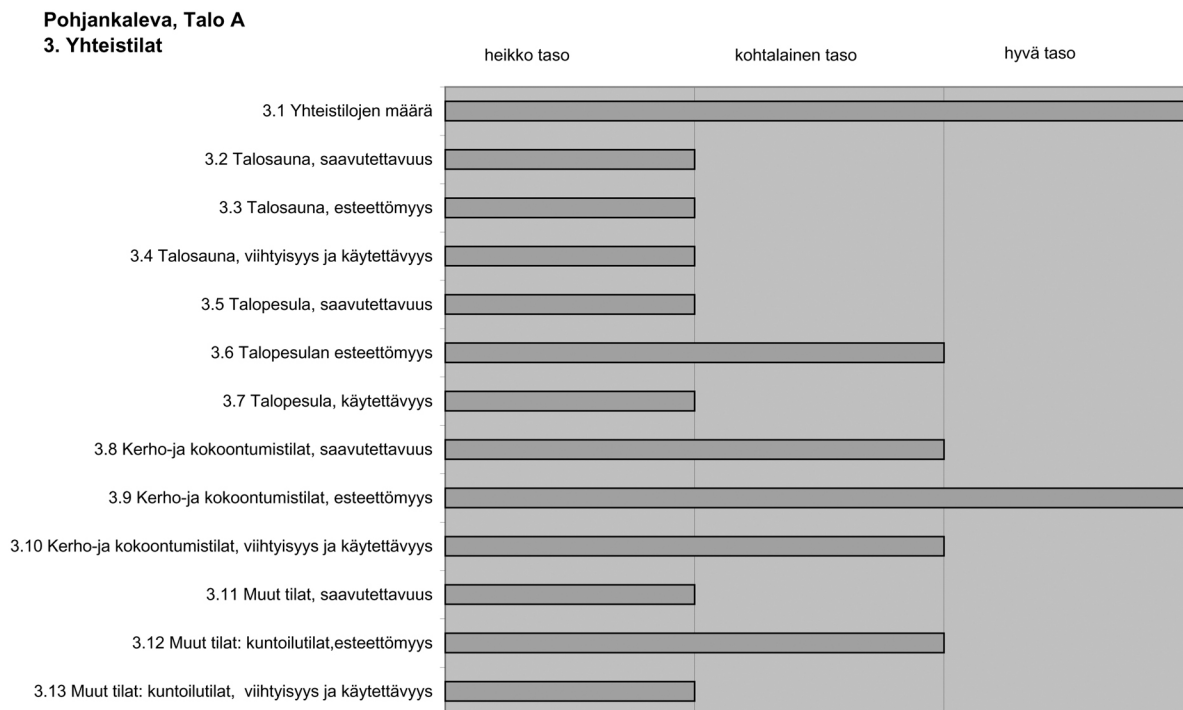 Pohjankaleva, Talo A
3. Yhteistilat
heikko taso kohtalainen taso hyvä taso
3.1 Yhteistilojen määrä
3.2 Talosauna, saavutettavuus
3.3 Talosauna, esteettömyys
3.4 Talosauna, viihtyisyys ja käytettävyys
3.5 Talopesula, saavutettavuus
3.6 Talopesulan esteettömyys
3.7 Talopesula, käytettävyys
3.8 Kerho-ja kokoontumistilat, saavutettavuus
3.9 Kerho-ja kokoontumistilat, esteettömyys
3.10 Kerho-ja kokoontumistilat, viihtyisyys ja käytettävyys
3.11 Muut tilat, saavutettavuus
3.12 Muut tilat: kuntoilutilat,esteettömyys
3.13 Muut tilat: kuntoilutilat, viihtyisyys ja käytettävyys